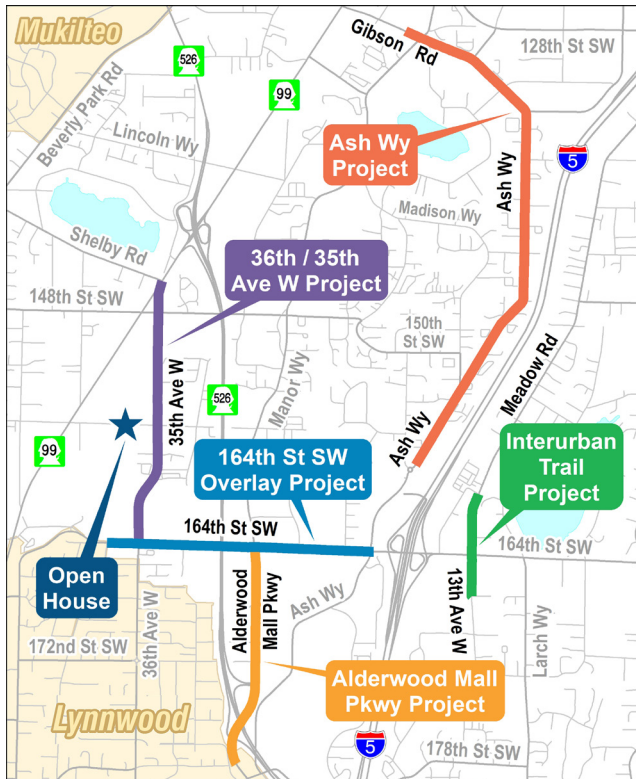 Mukilteo
526
Gibson Rd
128th St SW
99
Beverly Park Rd
Lincoln Wy
Ash Wy
Project
5
Ash Wy
Madison Wy
Shelby Rd
36th / 35th
Ave W Project
148th St SW
150th
St SW
Meadow Rd
Manor Wy
35th Ave W
526
99
Ash Wy
Interurban
Trail
Project
164th St SW
Overlay Project
164th St SW
164th St SW
Open
House
Alderwood
Mall Pkwy
Ash Wy
13th Ave W
36th Ave W
172nd St SW
Larch Wy
Alderwood Mall
Pkwy Project
Lynnwood
5
178th St SW